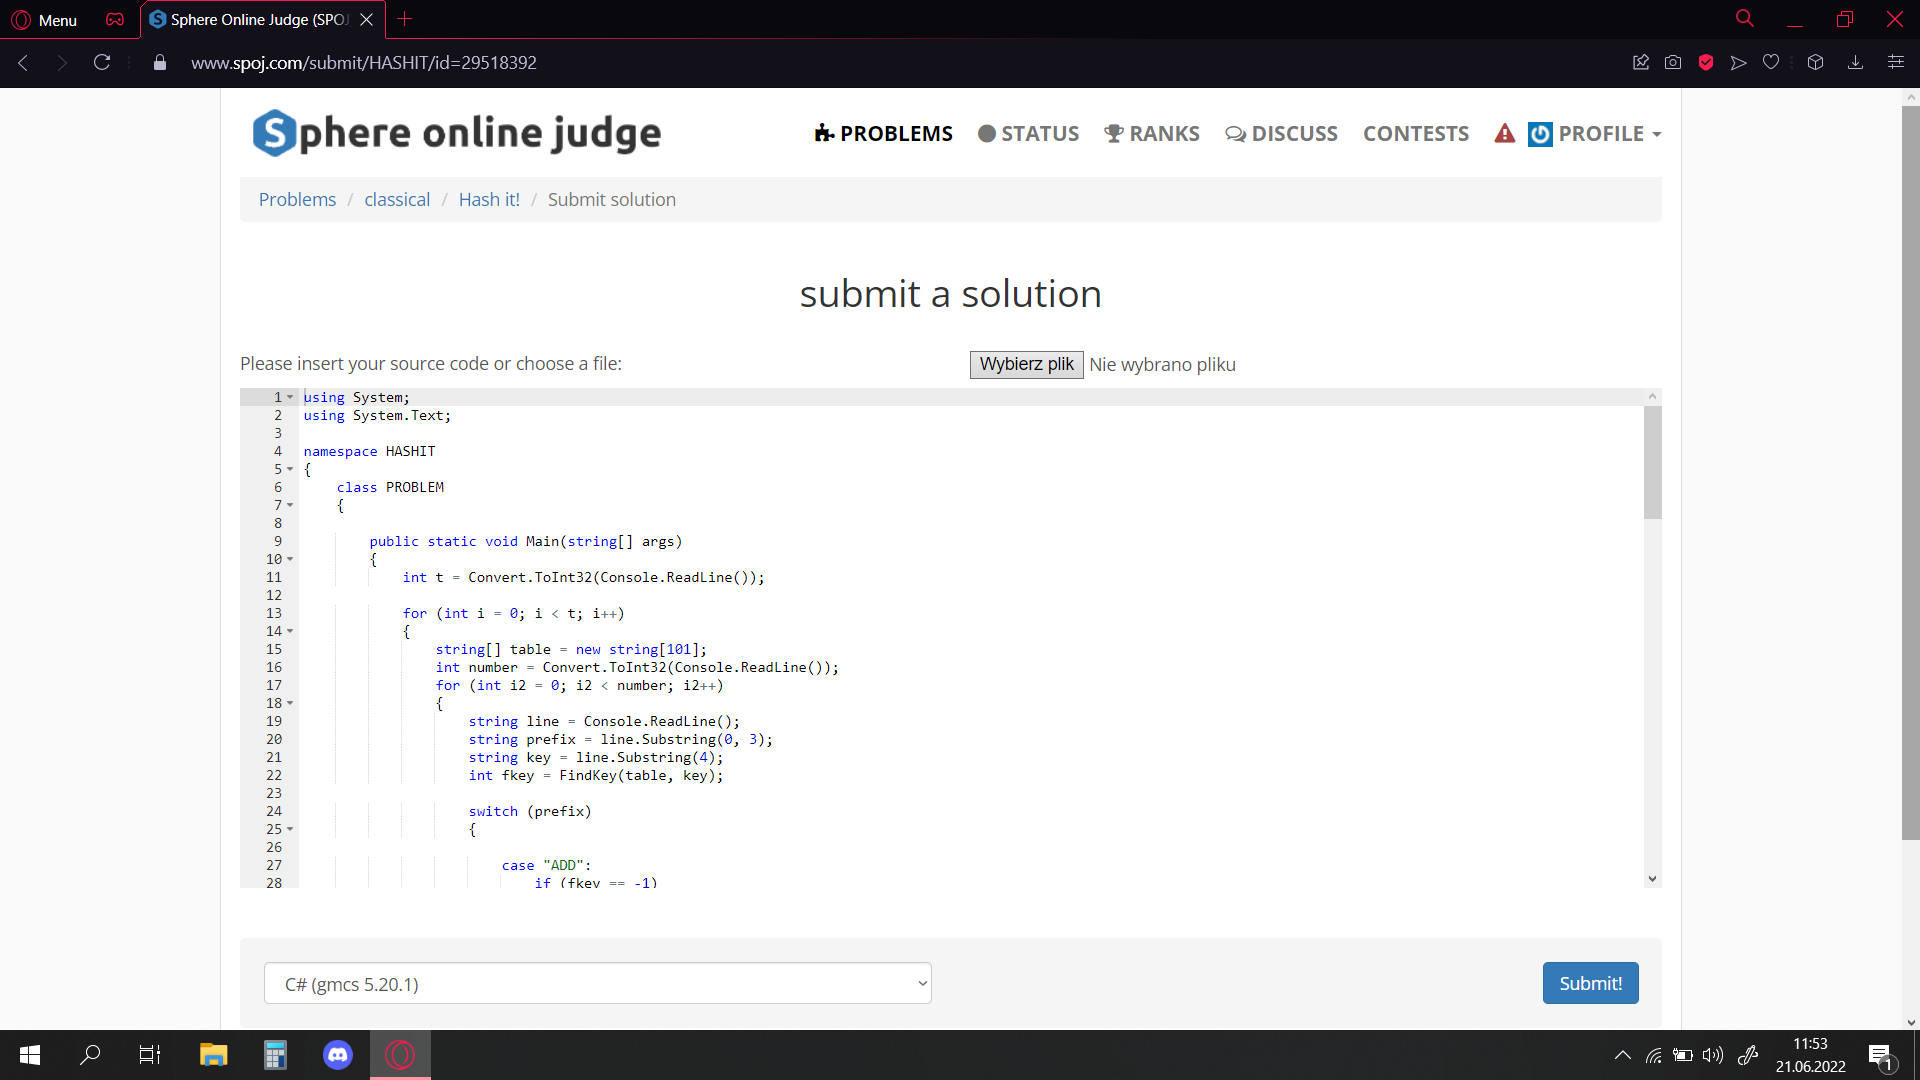 Menu
Sphere Online Judge (SPOJ
www.spoj.com/submit/HASHIT/id=29518392
Sphere online judge
PROBLEMS STATUS RANKS DISCUSS CONTESTS PROFILE
Problems / classical / Hash it! / Submit solution
submit a solution
Please insert your source code or choose a file: Wybierz plik Nie wybrano pliku
1 using System;
2 using System.Text;
3
4 namespace HASHIT
5 {
6 class PROBLEM
7 {
8
9 public static void Main(string[] args)
10 {
11 int t = Convert.ToInt32(Console.ReadLine());
12
13 for (int i = 0; i < t; i++)
14 {
15 string[] table = new string[101];
16 int number = Convert.ToInt32(Console.ReadLine());
17 for (int i2 = 0; i2 < number; i2++)
18 {
19 string line = Console.ReadLine();
20 string prefix = line.Substring(0, 3);
21 string key = line.Substring(4);
22 int fkey = FindKey(table, key);
23
24 switch (prefix)
25 {
26
27 case "ADD":
28 if (fkey == -1)
C# (gmcs 5.20.1)
Submit!
11:53
21.06.2022
1